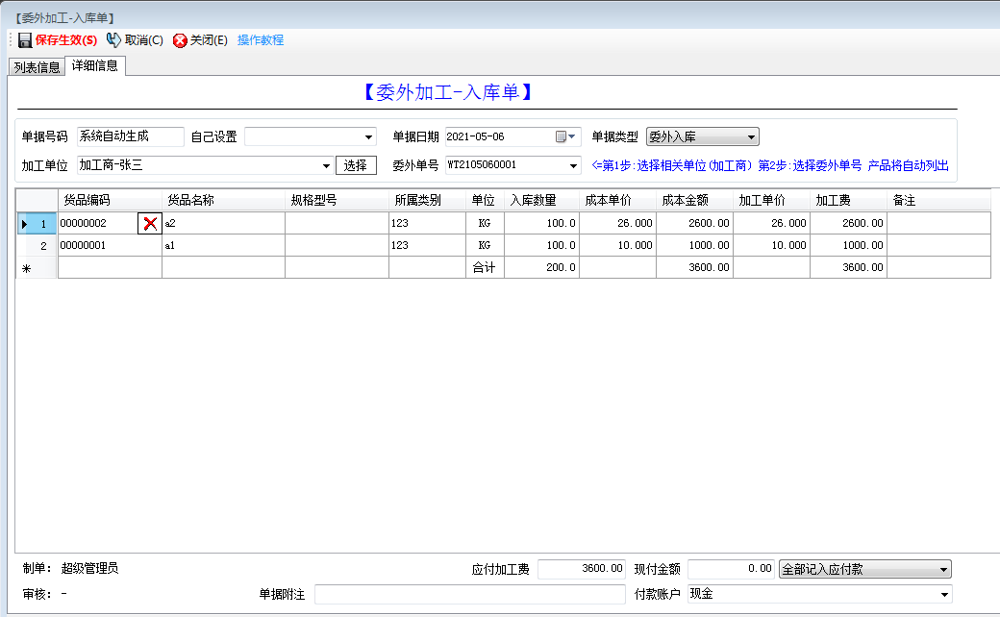 【委外加工-入库单】
保存生效(S) 取消(C) 关闭(E) 操作教程
列表信息 详细信息
【委外加工-入库单】
单据号码 系统自动生成 自己设置 单据日期 2021-05-06 单据类型 委外入库
加工单位 加工商-张三 选择 委外单号 WT2105060001 <=第1步:选择相关单位(加工商) 第2步:选择委外单号 产品将自动列出
货品编码 货品名称 规格型号 所属类别 单位 入库数量 成本单价 成本金额 加工单价 加工费 备注
1 00000002 a2 123 KG 100.0 26.000 2600.00 26.000 2600.00
2 00000001 a1 123 KG 100.0 10.000 1000.00 10.000 1000.00
* 合计 200.0 3600.00 3600.00
制单: 超级管理员 应付加工费 3600.00 现付金额 0.00 全部记入应付款
审核: - 单据附注 付款账户 现金